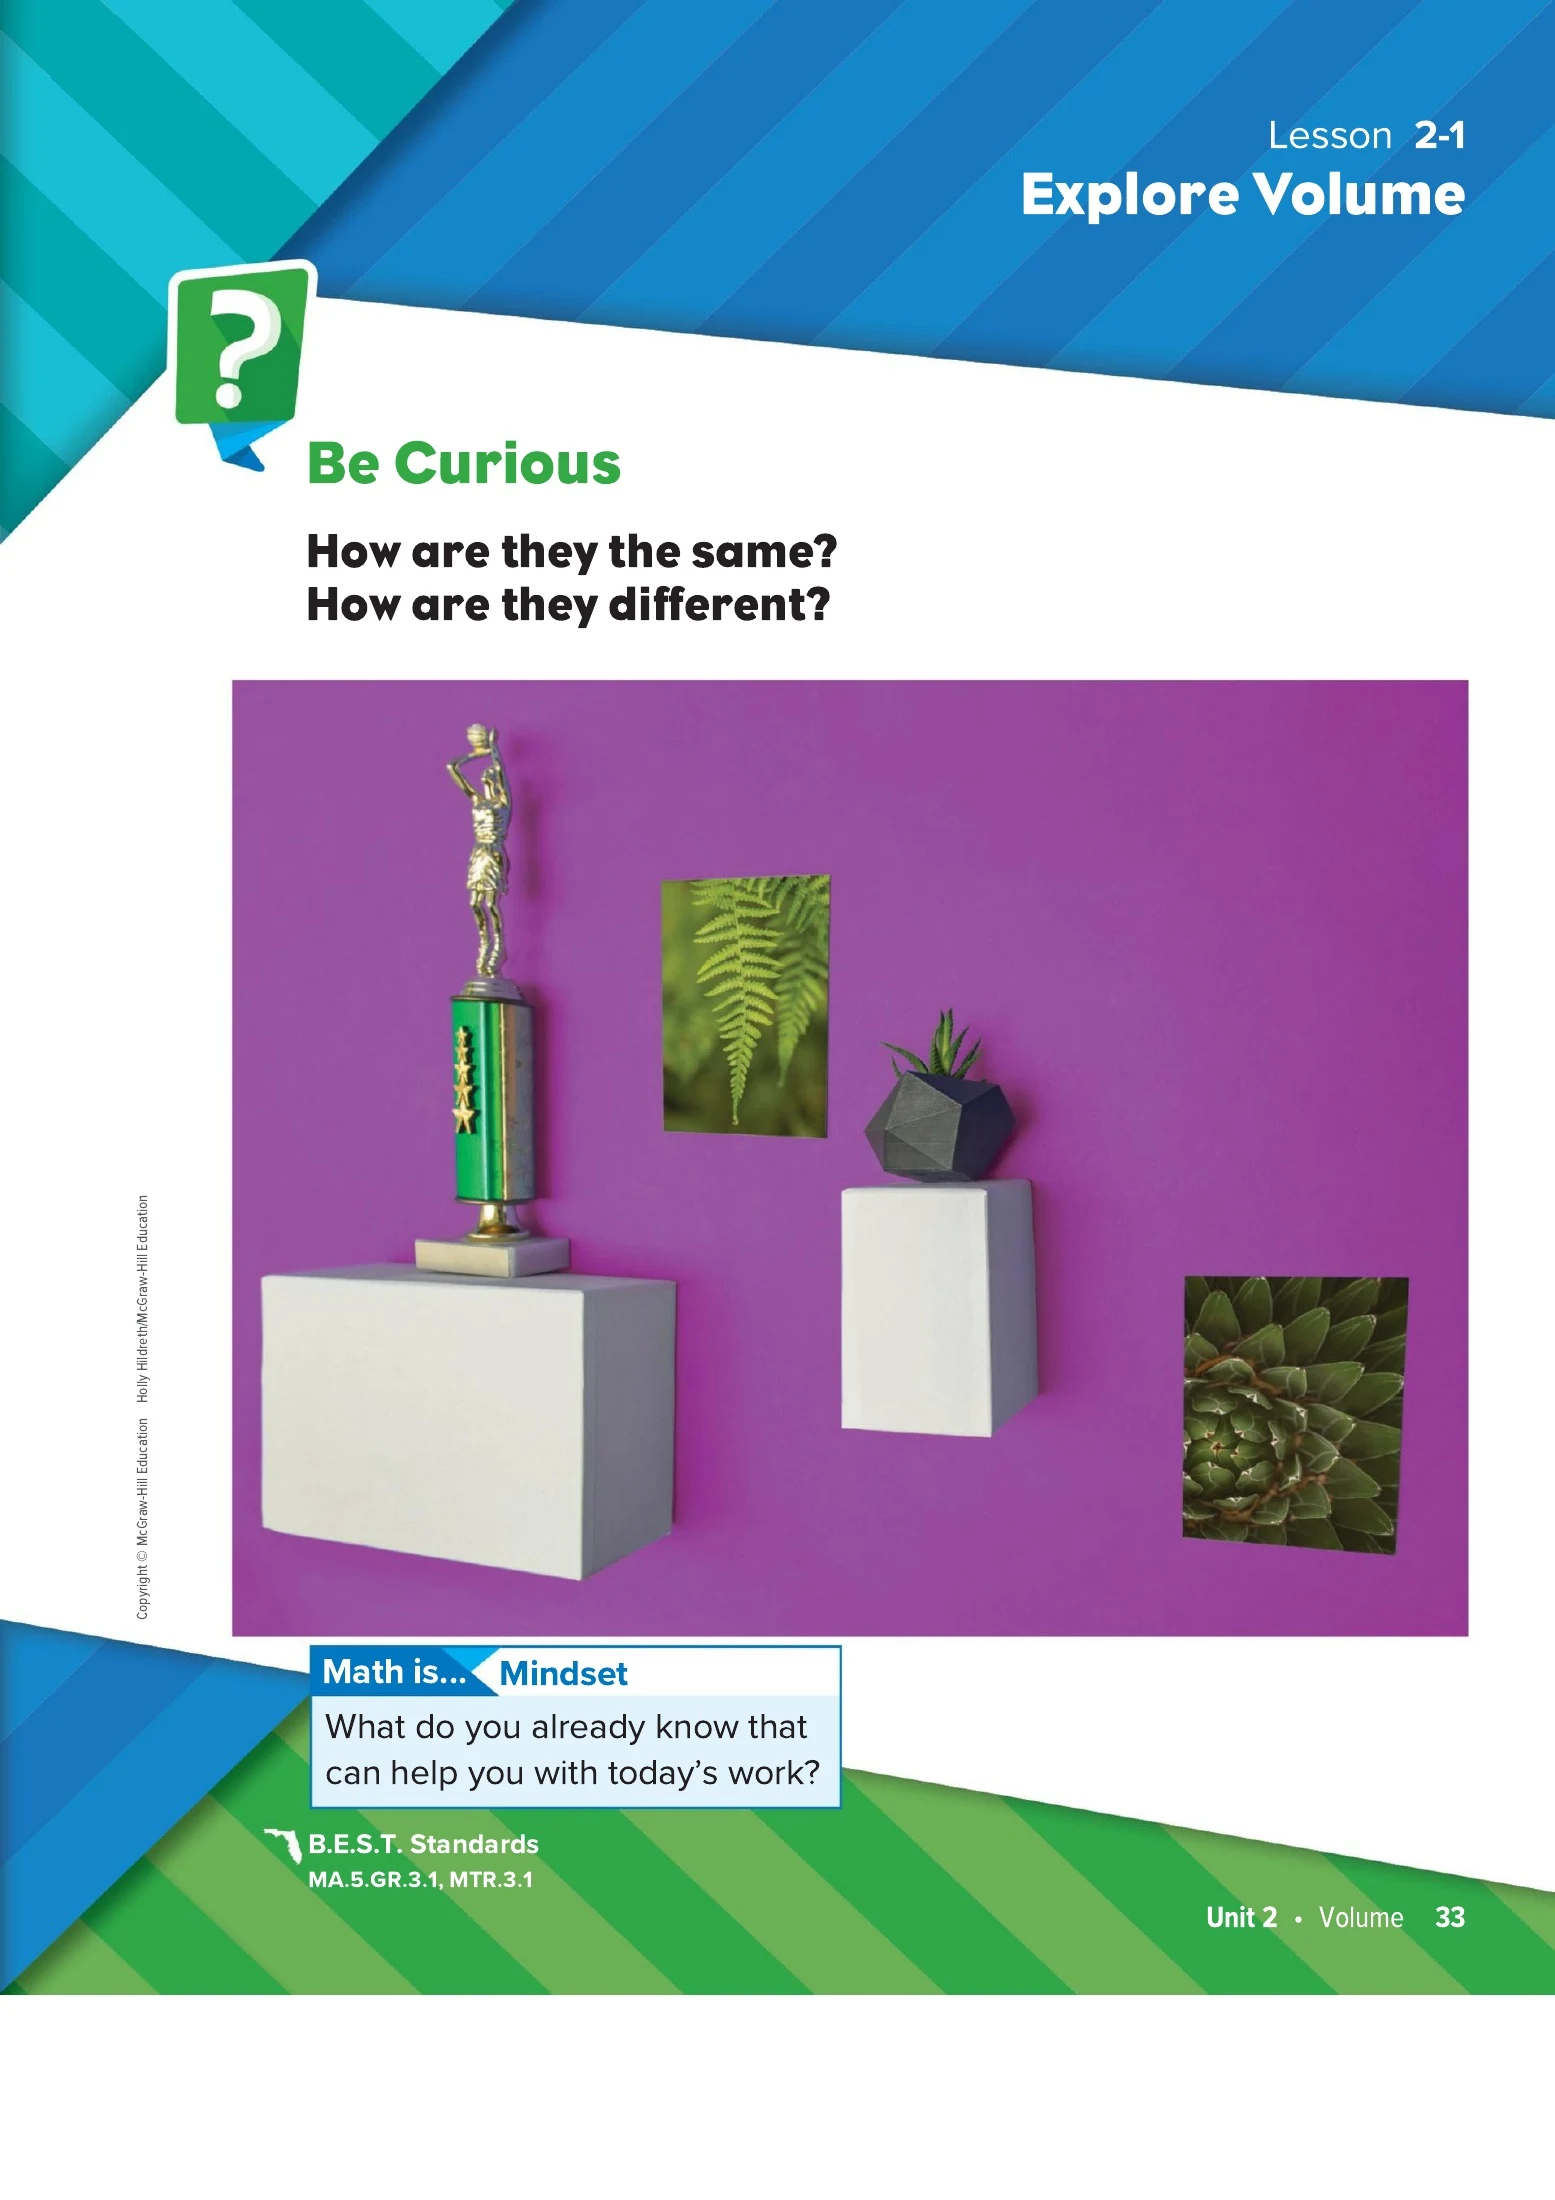 Lesson 2-1
Explore Volume
?
Be Curious
How are they the same?
How are they different?
Copyright © McGraw-Hill Education Holly Hildreth/McGraw-Hill Education
Math is... Mindset
What do you already know that
can help you with today's work?
B.E.S.T. Standards
MA.5.GR.3.1, MTR.3.1
Unit 2 • Volume 33